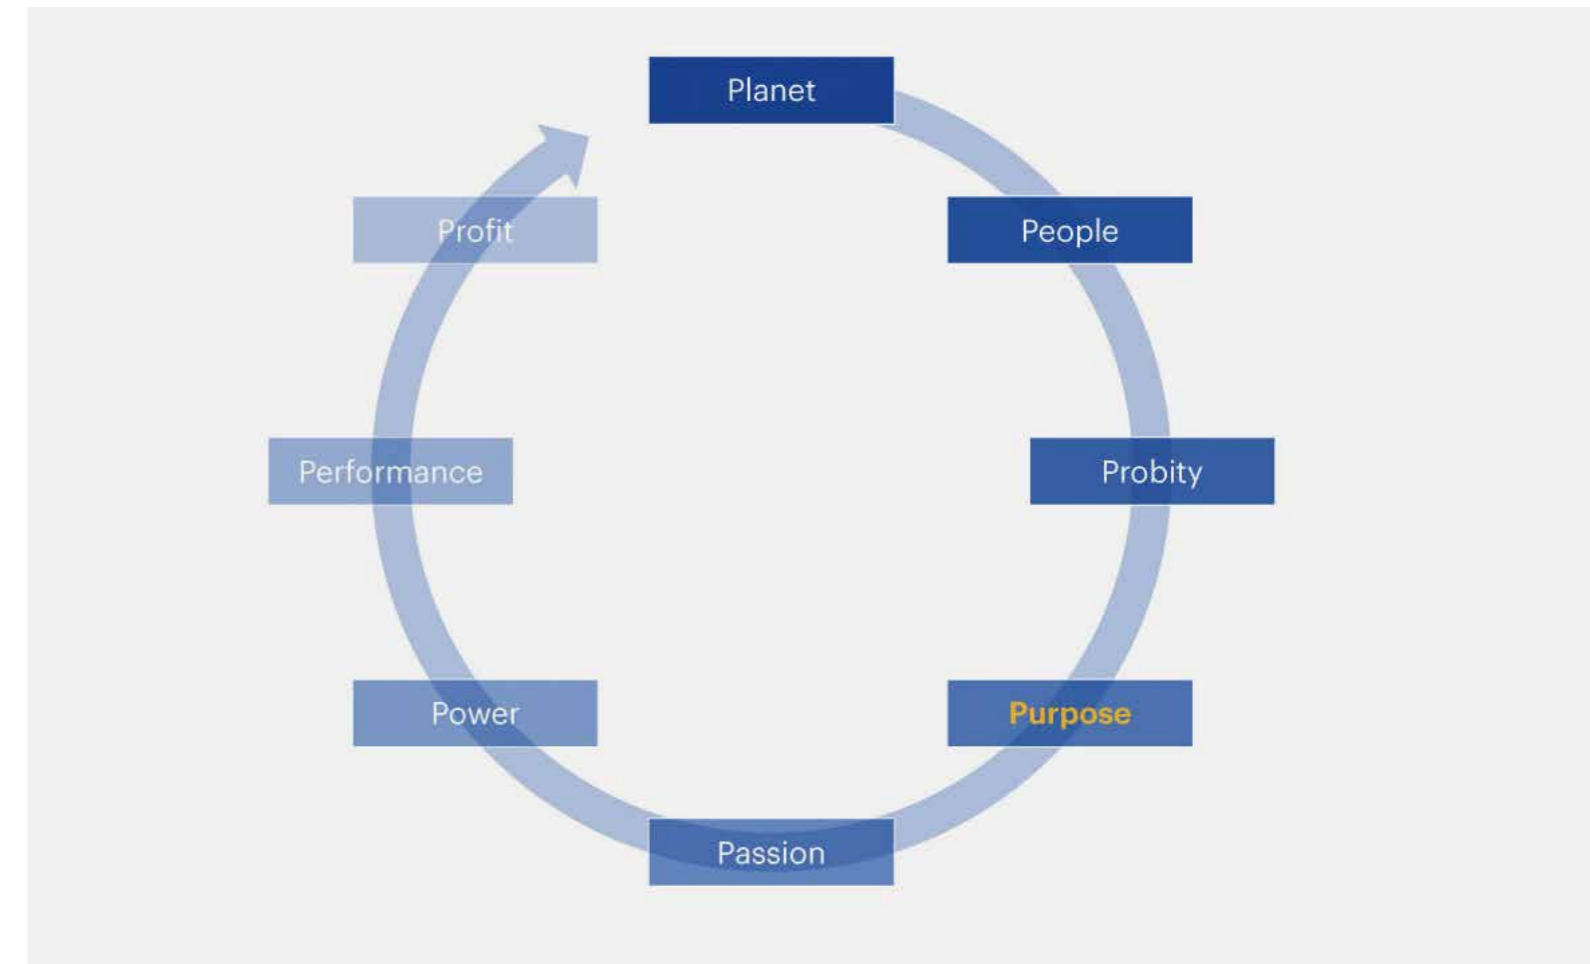 Planet
People
Probity
Purpose
Passion
Power
Performance
Profit